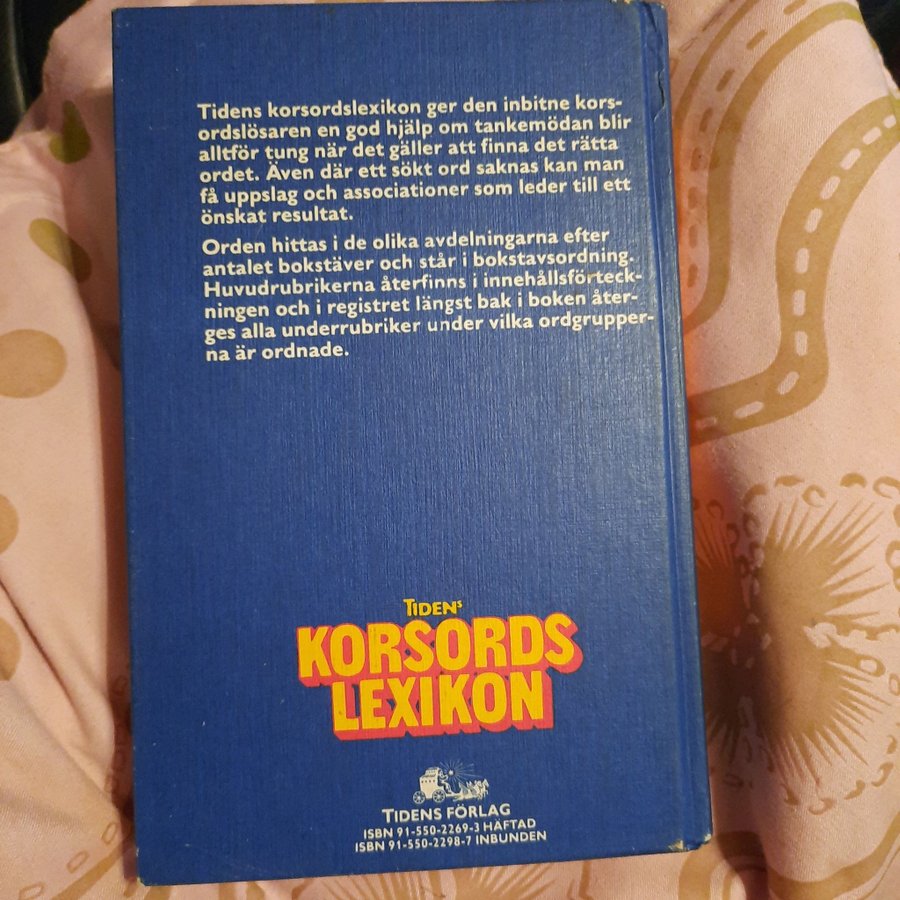 Tidens korsordslexikon ger den inbitne kors-
ordslösaren en god hjälp om tankemödan blir
alltför tung när det gäller att finna det rätta
ordet. Även där ett sökt ord saknas kan man
få uppslag och associationer som leder till ett
önskat resultat.
Orden hittas i de olika avdelningarna efter
antalet bokstäver och står i bokstavsordning.
Huvudrubrikerna återfinns i innehållsförteck-
ningen och i registret längst bak i boken åter-
ges alla underrubriker under vilka ordgrupper-
na är ordnade.
TIDENS
KORSORDS
LEXIKON
TIDENS FÖRLAG
ISBN 91-550-2269-3 HÄFTAD
ISBN 91-550-2298-7 INBUNDEN